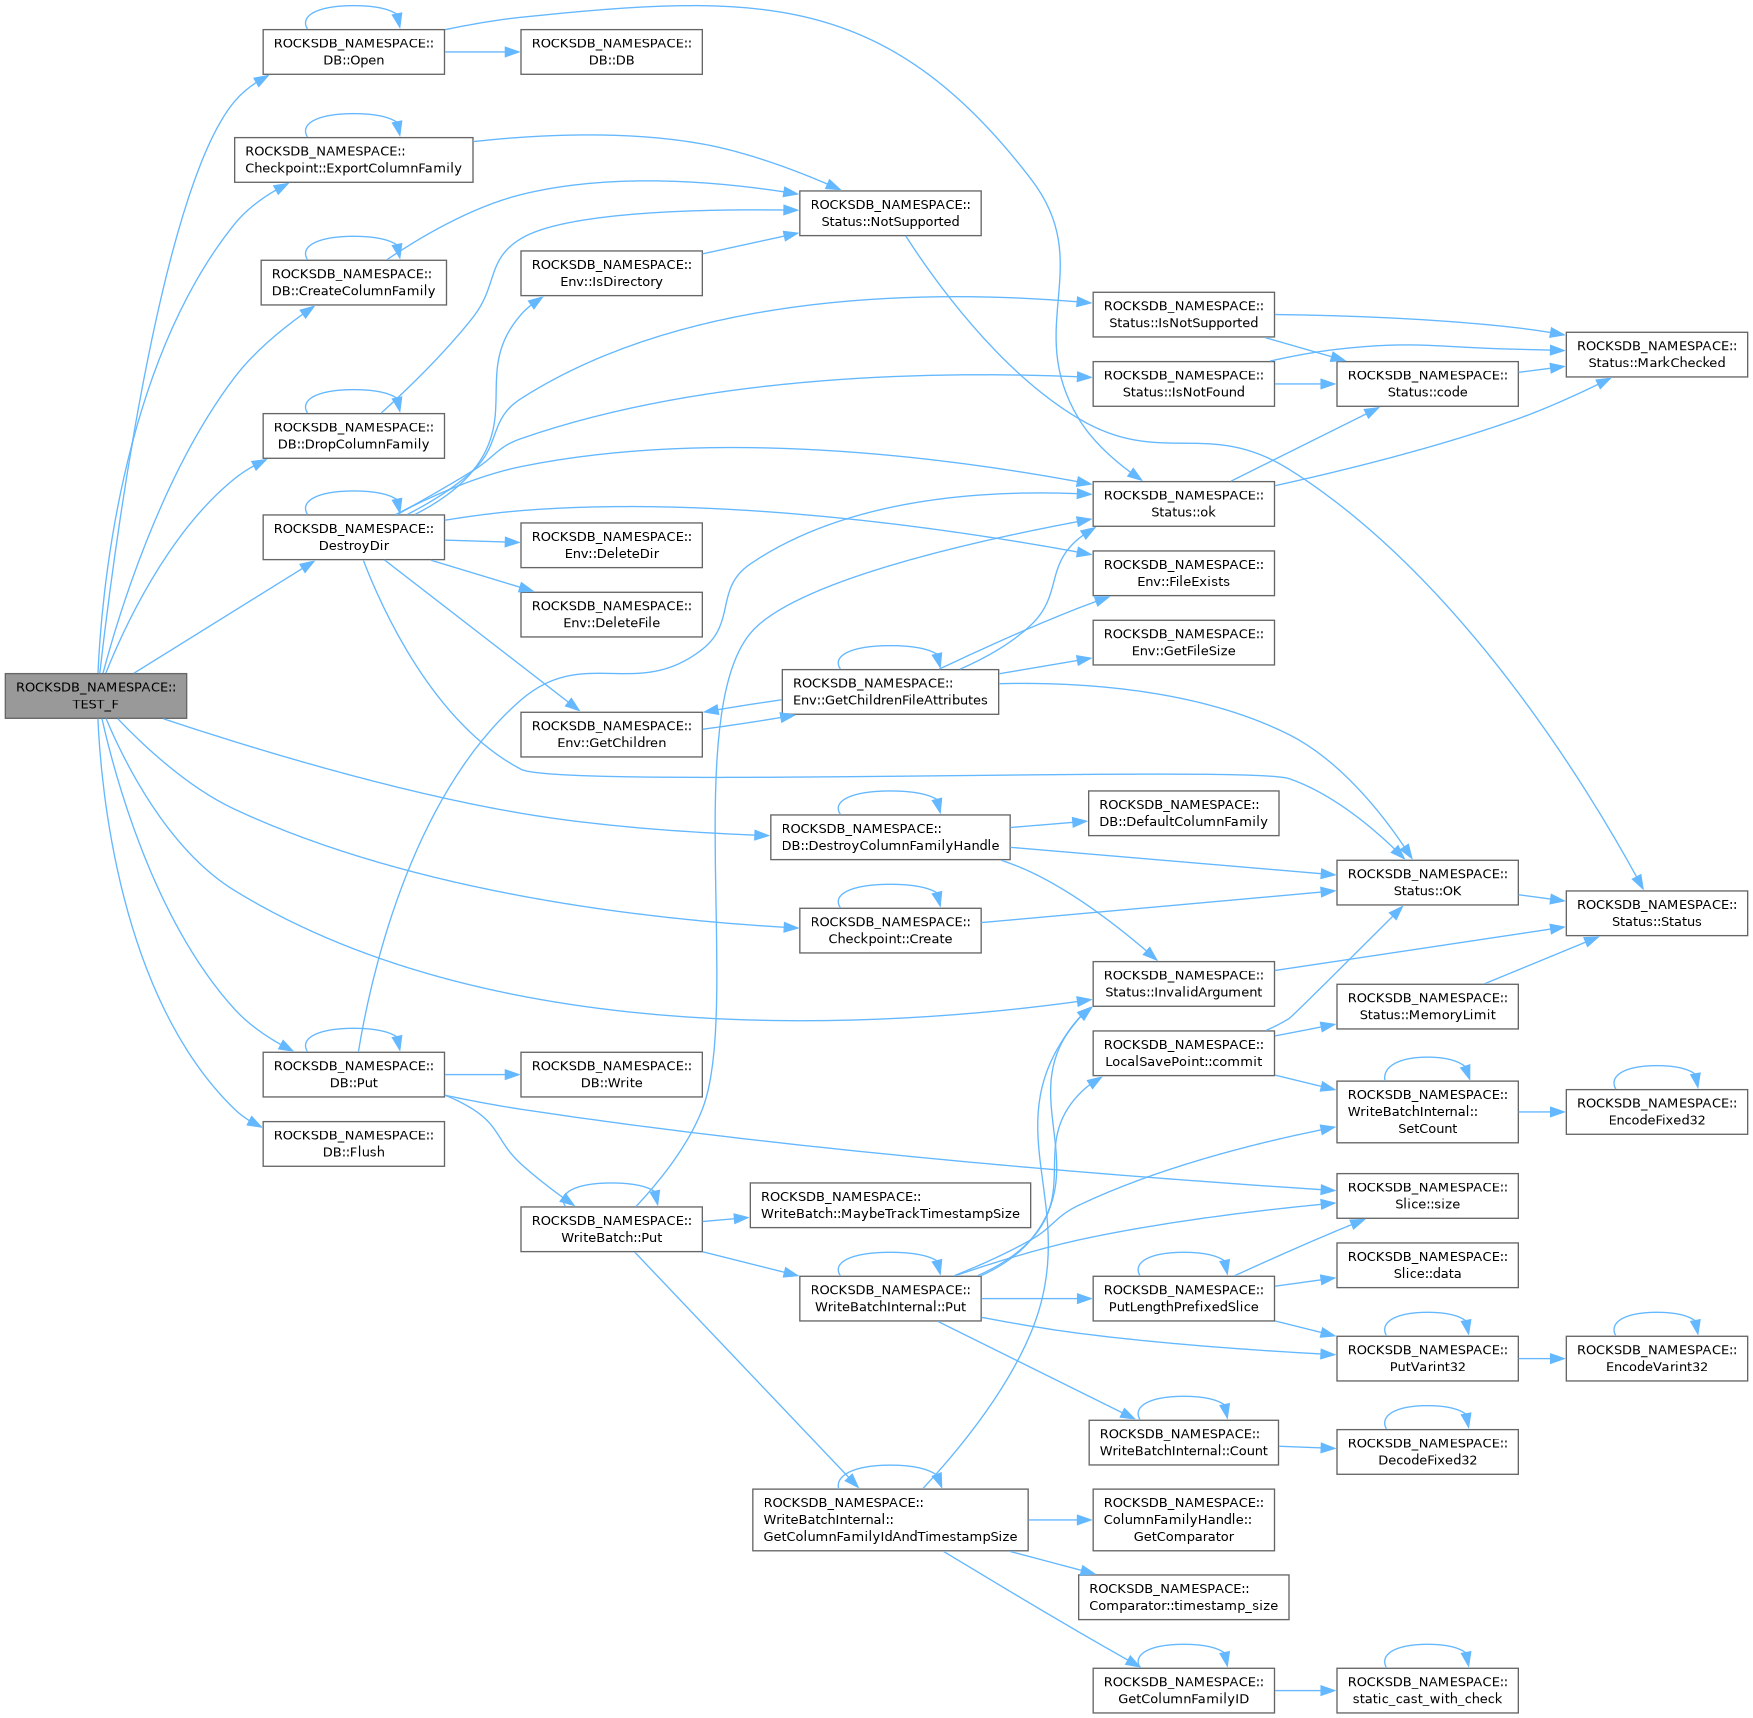 ROCKSDB_NAMESPACE::
TEST_F
ROCKSDB_NAMESPACE::
DB::Open
ROCKSDB_NAMESPACE::
DB::DB
ROCKSDB_NAMESPACE::
Checkpoint::ExportColumnFamily
ROCKSDB_NAMESPACE::
Status::NotSupported
ROCKSDB_NAMESPACE::
DB::CreateColumnFamily
ROCKSDB_NAMESPACE::
Env::IsDirectory
ROCKSDB_NAMESPACE::
Status::IsNotSupported
ROCKSDB_NAMESPACE::
Status::MarkChecked
ROCKSDB_NAMESPACE::
Status::IsNotFound
ROCKSDB_NAMESPACE::
Status::code
ROCKSDB_NAMESPACE::
DB::DropColumnFamily
ROCKSDB_NAMESPACE::
Status::ok
ROCKSDB_NAMESPACE::
DestroyDir
ROCKSDB_NAMESPACE::
Env::DeleteDir
ROCKSDB_NAMESPACE::
Env::FileExists
ROCKSDB_NAMESPACE::
Env::DeleteFile
ROCKSDB_NAMESPACE::
Env::GetFileSize
ROCKSDB_NAMESPACE::
Env::GetChildrenFileAttributes
ROCKSDB_NAMESPACE::
Env::GetChildren
ROCKSDB_NAMESPACE::
DB::DefaultColumnFamily
ROCKSDB_NAMESPACE::
DB::DestroyColumnFamilyHandle
ROCKSDB_NAMESPACE::
Status::OK
ROCKSDB_NAMESPACE::
Status::Status
ROCKSDB_NAMESPACE::
Checkpoint::Create
ROCKSDB_NAMESPACE::
Status::InvalidArgument
ROCKSDB_NAMESPACE::
Status::MemoryLimit
ROCKSDB_NAMESPACE::
LocalSavePoint::commit
ROCKSDB_NAMESPACE::
DB::Put
ROCKSDB_NAMESPACE::
DB::Write
ROCKSDB_NAMESPACE::
WriteBatchInternal::
SetCount
ROCKSDB_NAMESPACE::
EncodeFixed32
ROCKSDB_NAMESPACE::
DB::Flush
ROCKSDB_NAMESPACE::
WriteBatch::MaybeTrackTimestampSize
ROCKSDB_NAMESPACE::
Slice::size
ROCKSDB_NAMESPACE::
WriteBatch::Put
ROCKSDB_NAMESPACE::
Slice::data
ROCKSDB_NAMESPACE::
WriteBatchInternal::Put
ROCKSDB_NAMESPACE::
PutLengthPrefixedSlice
ROCKSDB_NAMESPACE::
PutVarint32
ROCKSDB_NAMESPACE::
EncodeVarint32
ROCKSDB_NAMESPACE::
WriteBatchInternal::Count
ROCKSDB_NAMESPACE::
DecodeFixed32
ROCKSDB_NAMESPACE::
WriteBatchInternal::
GetColumnFamilyIdAndTimestampSize
ROCKSDB_NAMESPACE::
ColumnFamilyHandle::
GetComparator
ROCKSDB_NAMESPACE::
Comparator::timestamp_size
ROCKSDB_NAMESPACE::
GetColumnFamilyID
ROCKSDB_NAMESPACE::
static_cast_with_check